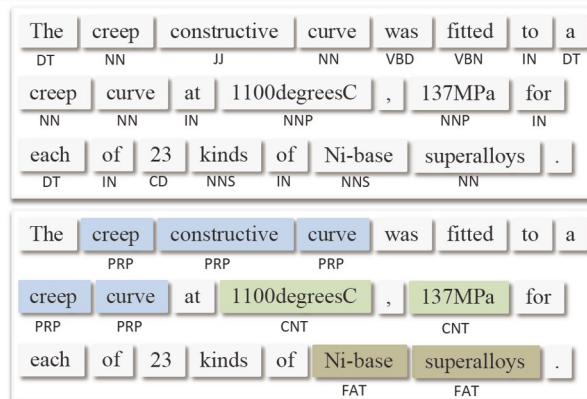 The creep constructive curve was fitted to a
DT NN JJ NN VBD VBN IN DT
creep curve at 1100degreesC , 137MPa for
NN NN IN NNP NNP IN
each of 23 kinds of Ni-base superalloys .
DT IN CD NNS IN NNS NN
The creep constructive curve was fitted to a
PRP PRP PRP
creep curve at 1100degreesC , 137MPa for
PRP PRP CNT CNT
each of 23 kinds of Ni-base superalloys .
FAT FAT